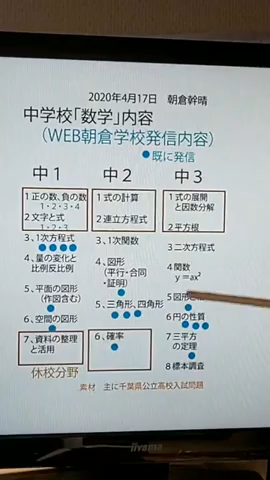 2020年4月17日 朝倉幹晴
中学校「数学」内容
(WEB朝倉学校発信内容)
●既に発信
中1
1正の数、負の数
1・2・3・4
2文字と式
1・2・3
3、1次方程式
4、量の変化と
比例反比例
5、平面の図形
(作図含む)
6、空間の図形
7、資料の整理
と活用
休校分野
中2
1式の計算
2連立方程式
3、1次関数
4、図形
(平行・合同
・証明)
5、三角形、四角形
6、確率
中3
1式の展開
と因数分解
2平方根
3二次方程式
4関数
y=ax²
6円の性質
7三平方
の定理
8標本調査
素材 主に千葉県公立高校入試問題
iiyama